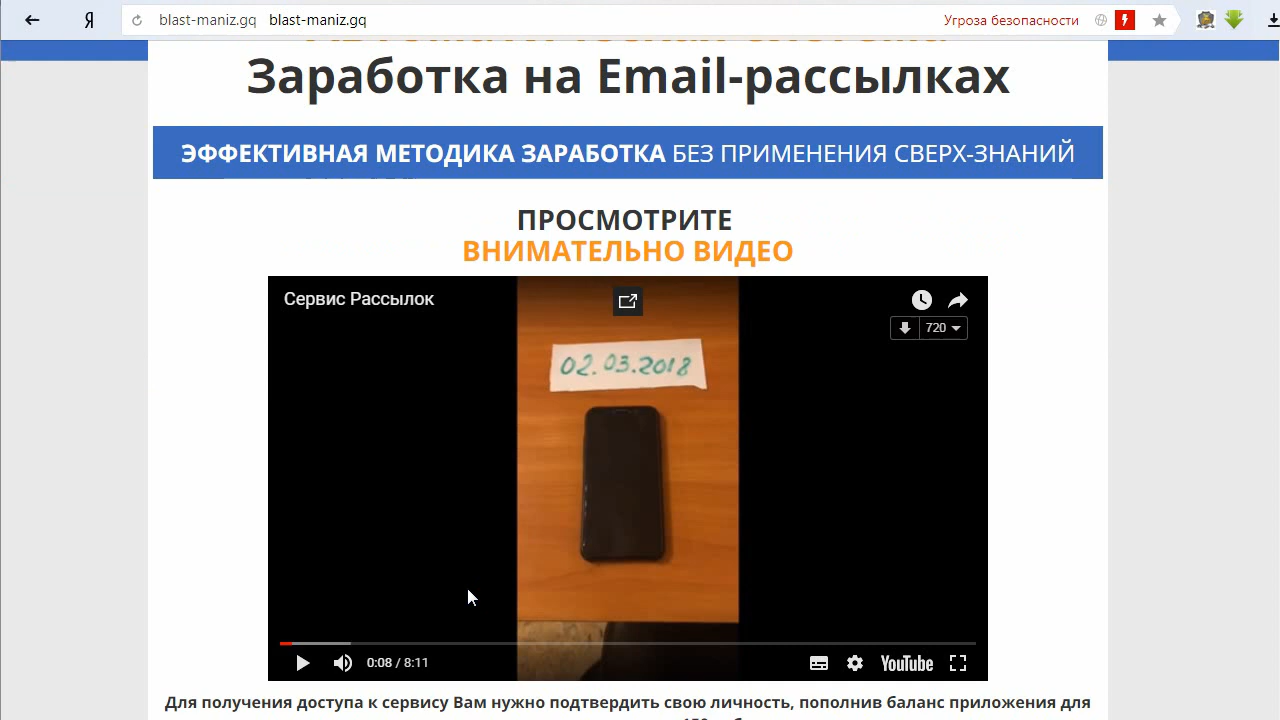 Я blast-maniz.gq blast-maniz.gq Угроза безопасности
Заработка на Email-рассылках
ЭФФЕКТИВНАЯ МЕТОДИКА ЗАРАБОТКА БЕЗ ПРИМЕНЕНИЯ СВЕРХ-ЗНАНИЙ
ПРОСМОТРИТЕ
ВНИМАТЕЛЬНО ВИДЕО
Сервис Рассылок
720
02.03.2018
0:08 / 8:11
YouTube
Для получения доступа к сервису Вам нужно подтвердить свою личность, пополнив баланс приложения для